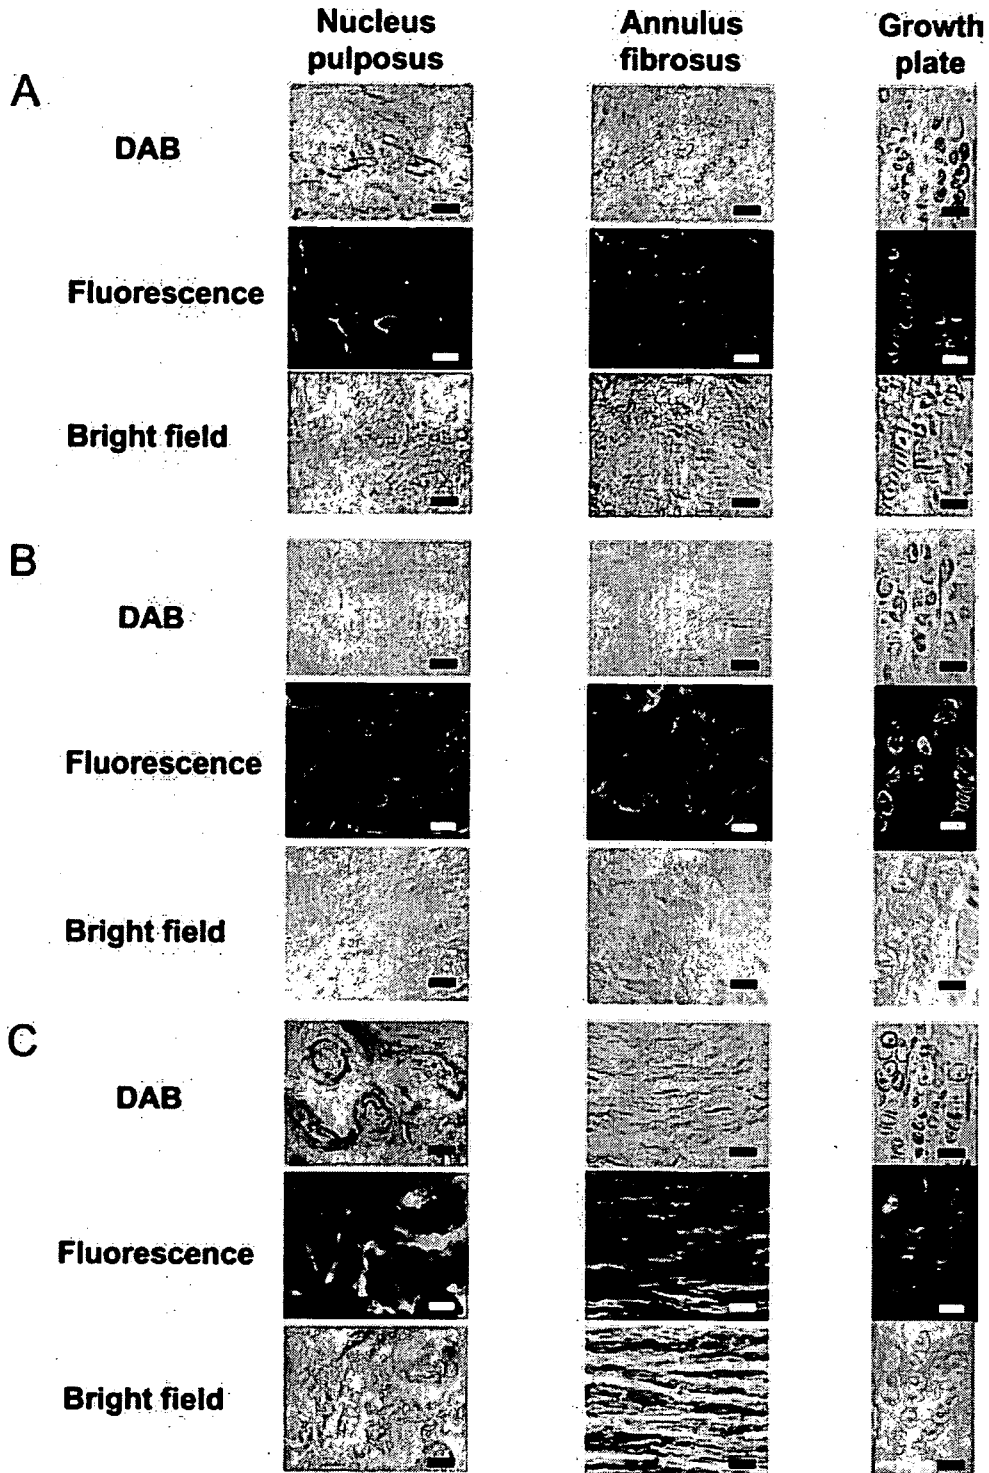 Nucleus pulposus
Annulus fibrosus
Growth plate
A
DAB
Fluorescence
Bright field
B
DAB
Fluorescence
Bright field
C
DAB
Fluorescence
Bright field